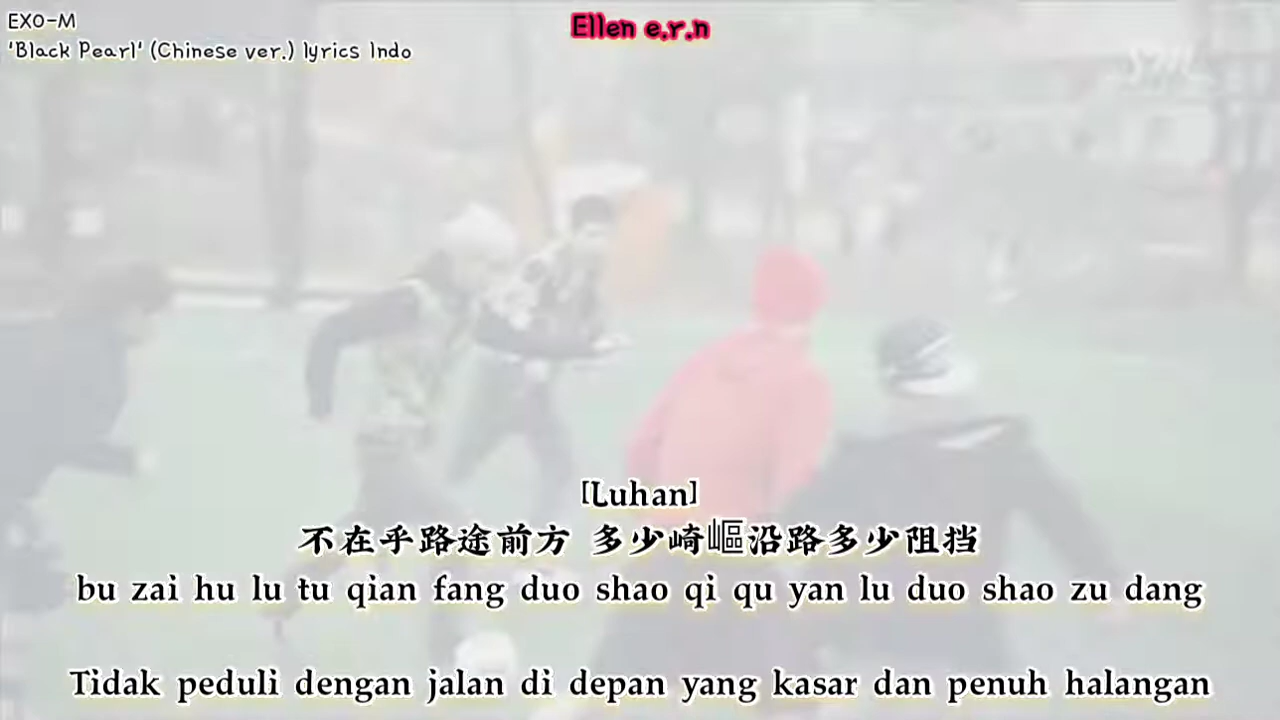 EXO-M
'Black Pearl' (Chinese ver.) lyrics Indo
Ellen e.r.n
SM
[Luhan]
不在乎路途前方 多少崎嶇沿路多少阻挡
bu zai hu lu tu qian fang duo shao qi qu yan lu duo shao zu dang
Tidak peduli dengan jalan di depan yang kasar dan penuh halangan